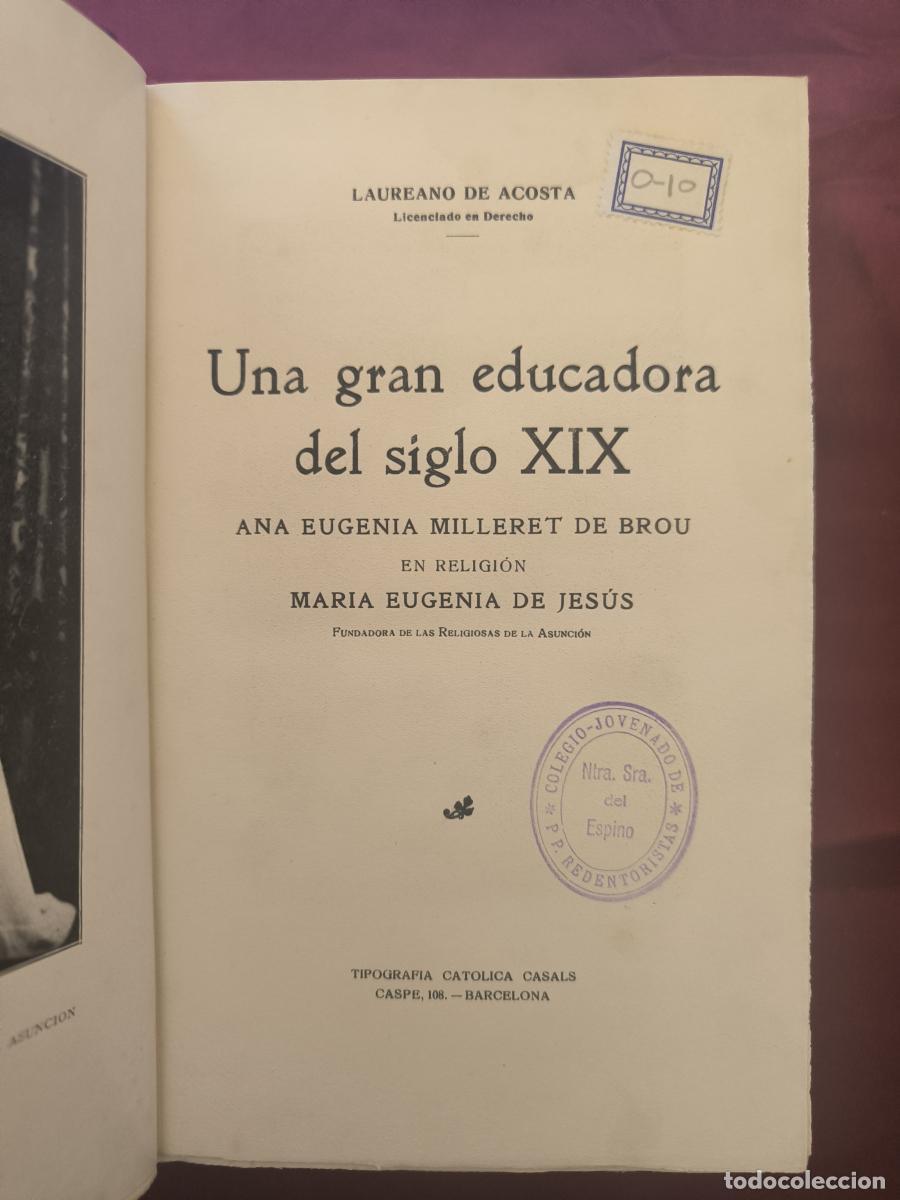 LAUREANO DE ACOSTA
Licenciado en Derecho
O-10
Una gran educadora
del siglo XIX
ANA EUGENIA MILLERET DE BROU
EN RELIGIÓN
MARIA EUGENIA DE JESÚS
FUNDADORA DE LAS RELIGIOSAS DE LA ASUNCIÓN
* COLEGIO-JOVENADO DE *
P P. REDENTORISTAS
Ntra. Sra.
del
Espino
TIPOGRAFIA CATOLICA CASALS
CASPE, 108. — BARCELONA
ASUNCION
todocoleccion